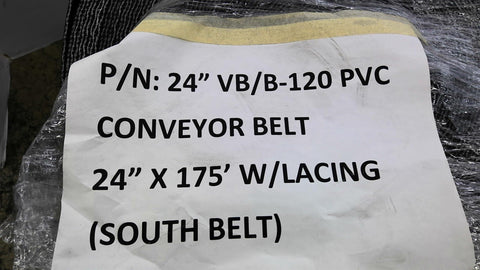 P/N: 24” VB/B-120 PVC
CONVEYOR BELT
24” X 175’ W/LACING
(SOUTH BELT)